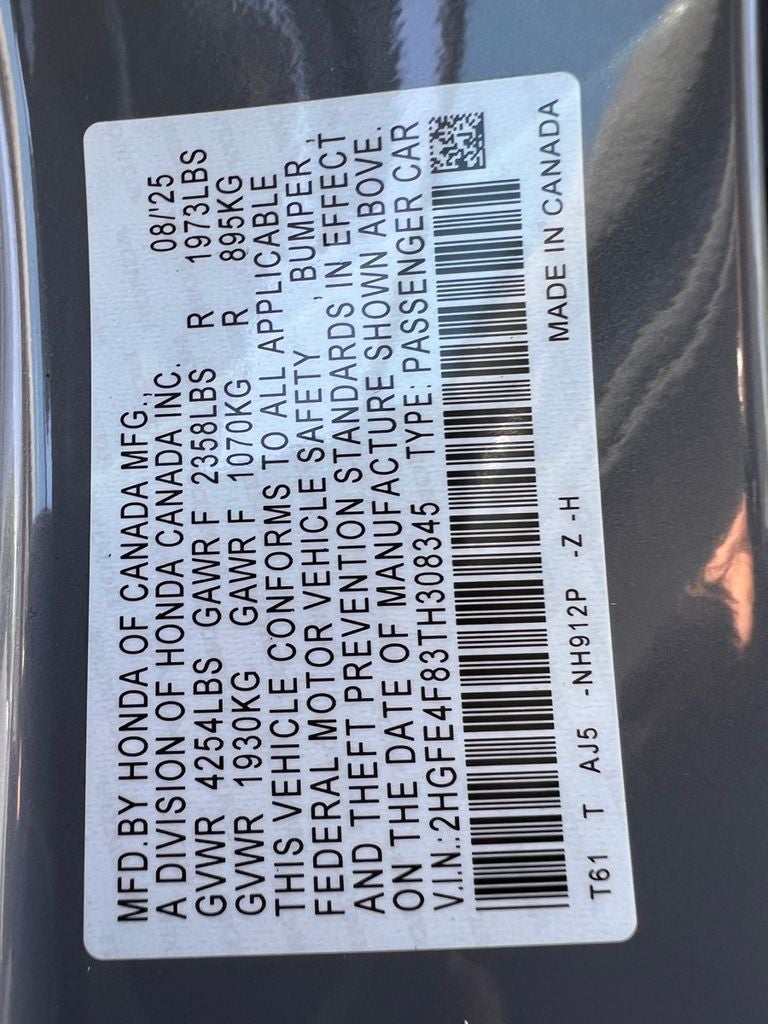 MFD.BY HONDA OF CANADA MFG.,
A DIVISION OF HONDA CANADA INC. 08/'25
GVWR 4254LBS GAWR F 2358LBS R 1973LBS
GVWR 1930KG GAWR F 1070KG R 895KG
THIS VEHICLE CONFORMS TO ALL APPLICABLE
FEDERAL MOTOR VEHICLE SAFETY , BUMPER ,
AND THEFT PREVENTION STANDARDS IN EFFECT
ON THE DATE OF MANUFACTURE SHOWN ABOVE.
V.I.N.:2HGFE4F83TH308345 TYPE: PASSENGER CAR
MADE IN CANADA
T61 T AJ5 -NH912P -Z -H